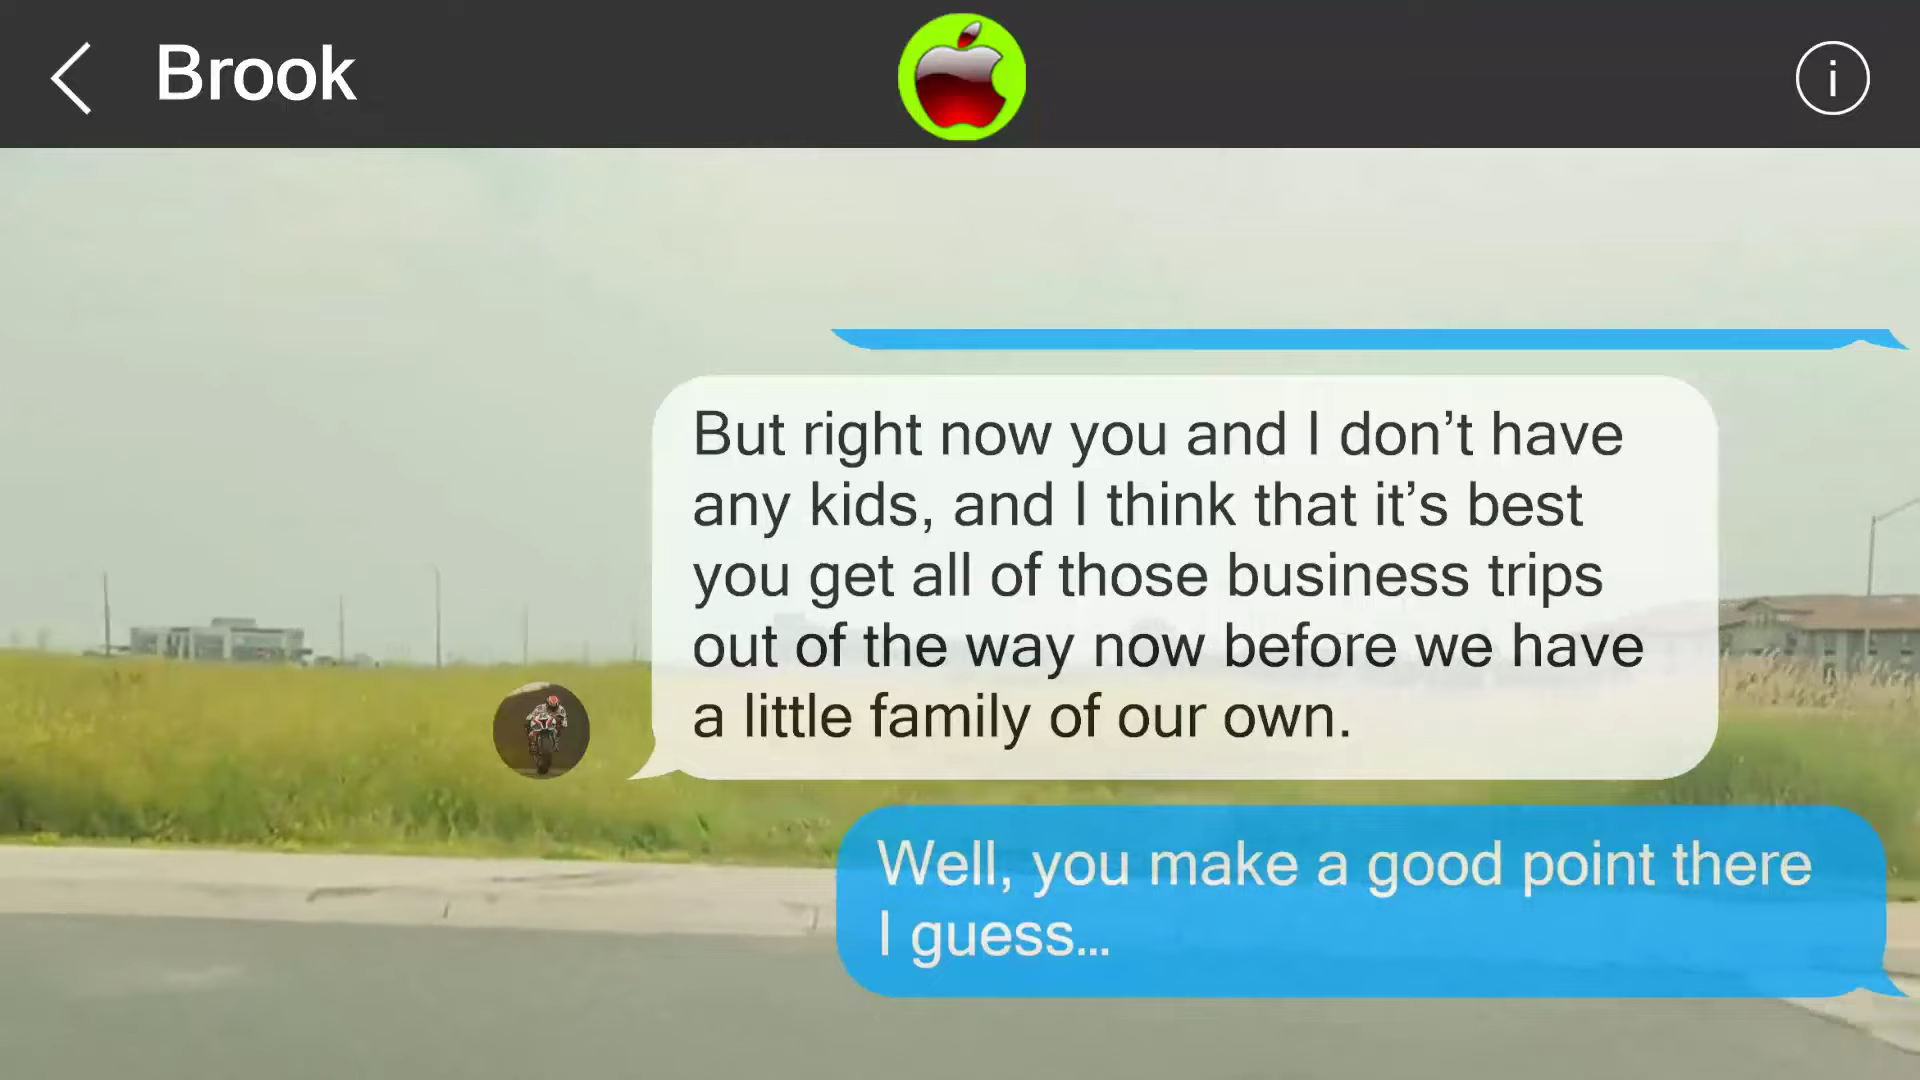 Brook
i
But right now you and I don’t have
any kids, and I think that it’s best
you get all of those business trips
out of the way now before we have
a little family of our own.
Well, you make a good point there
I guess...